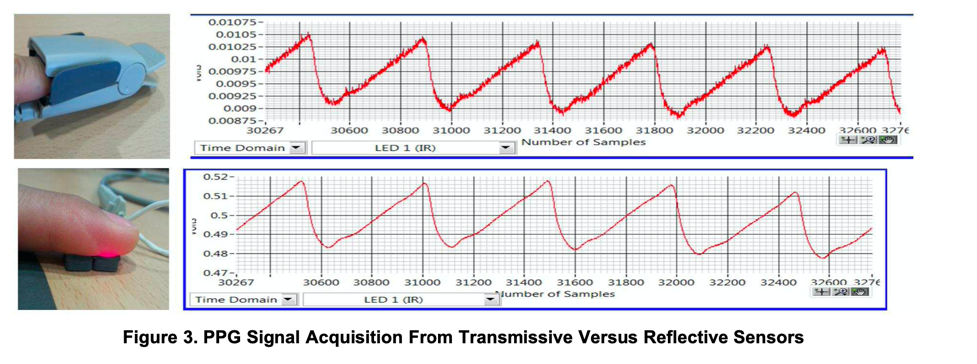 0.01075
0.0105
0.01025
0.01
0.00975
0.0095
0.00925
0.009
0.00875
30267 30600 30800 31000 31200 31400 31600 31800 32000 32200 32400 32600 3276
Number of Samples
Time Domain LED 1 (IR)
0.52
0.51
0.5
0.49
0.48
0.47
30267 30600 30800 31000 31200 31400 31600 31800 32000 32200 32400 32600 3276
Number of Samples
Time Domain LED 1 (IR)
Figure 3. PPG Signal Acquisition From Transmissive Versus Reflective Sensors